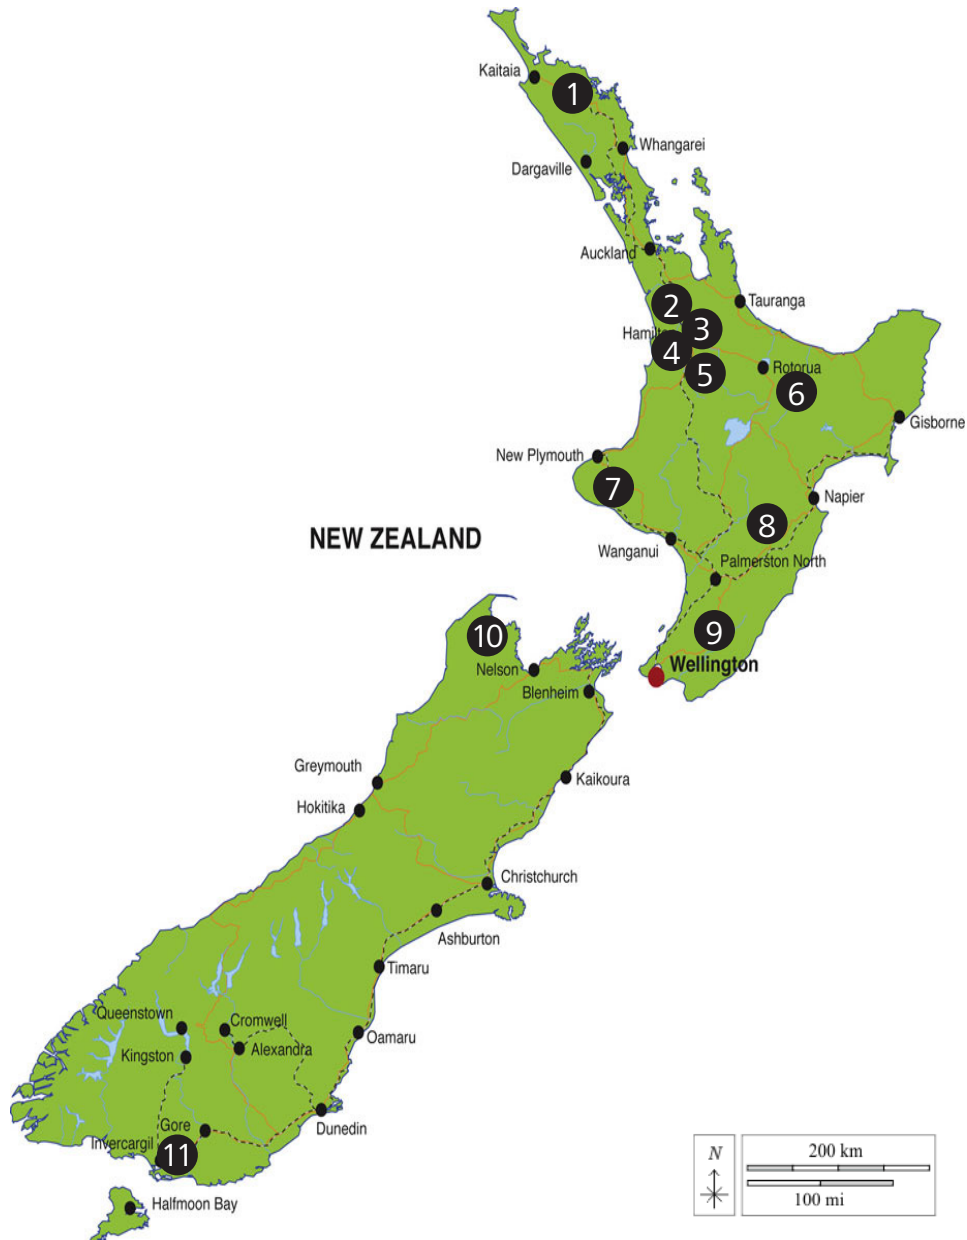 Kaitaia
1
Whangarei
Dargaville
Auckland
2
Tauranga
3
Hamilt
4
5
Rotorua
6
Gisborne
New Plymouth
7
Napier
8
NEW ZEALAND
Wanganui
Palmerston North
9
10
Wellington
Nelson
Blenheim
Greymouth
Kaikoura
Hokitika
Christchurch
Ashburton
Timaru
Queenstown
Cromwell
Oamaru
Alexandra
Kingston
Gore
Dunedin
Invercargil
11
Halfmoon Bay
N
200 km
100 mi